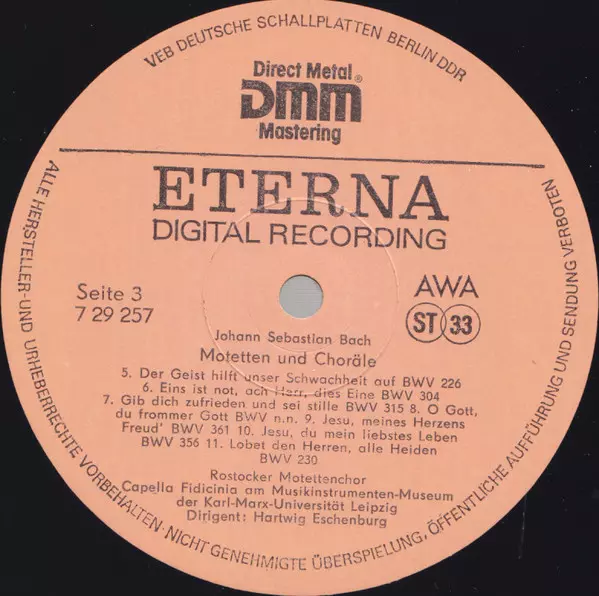 VEB DEUTSCHE SCHALLPLATTEN BERLIN DDR
Direct Metal
DMM®
Mastering
ETERNA
DIGITAL RECORDING
Seite 3
7 29 257
AWA
ST 33
Johann Sebastian Bach
Motetten und Choräle
5. Der Geist hilft unser Schwachheit auf BWV 226
6. Eins ist not, ach Herr, dies Eine BWV 304
7. Gib dich zufrieden und sei stille BWV 315 8. O Gott,
du frommer Gott BWV n.n. 9. Jesu, meines Herzens
Freud' BWV 361 10. Jesu, du mein liebstes Leben
BWV 356 11. Lobet den Herren, alle Heiden
BWV 230
Rostocker Motettenchor
Capella Fidicinia am Musikinstrumenten-Museum
der Karl-Marx-Universität Leipzig
Dirigent: Hartwig Eschenburg
ALLE HERSTELLER- UND URHEBERRECHTE VORBEHALTEN · NICHT GENEHMIGTE ÜBERSPIELUNG, ÖFFENTLICHE AUFFÜHRUNG UND SENDUNG VERBOTEN